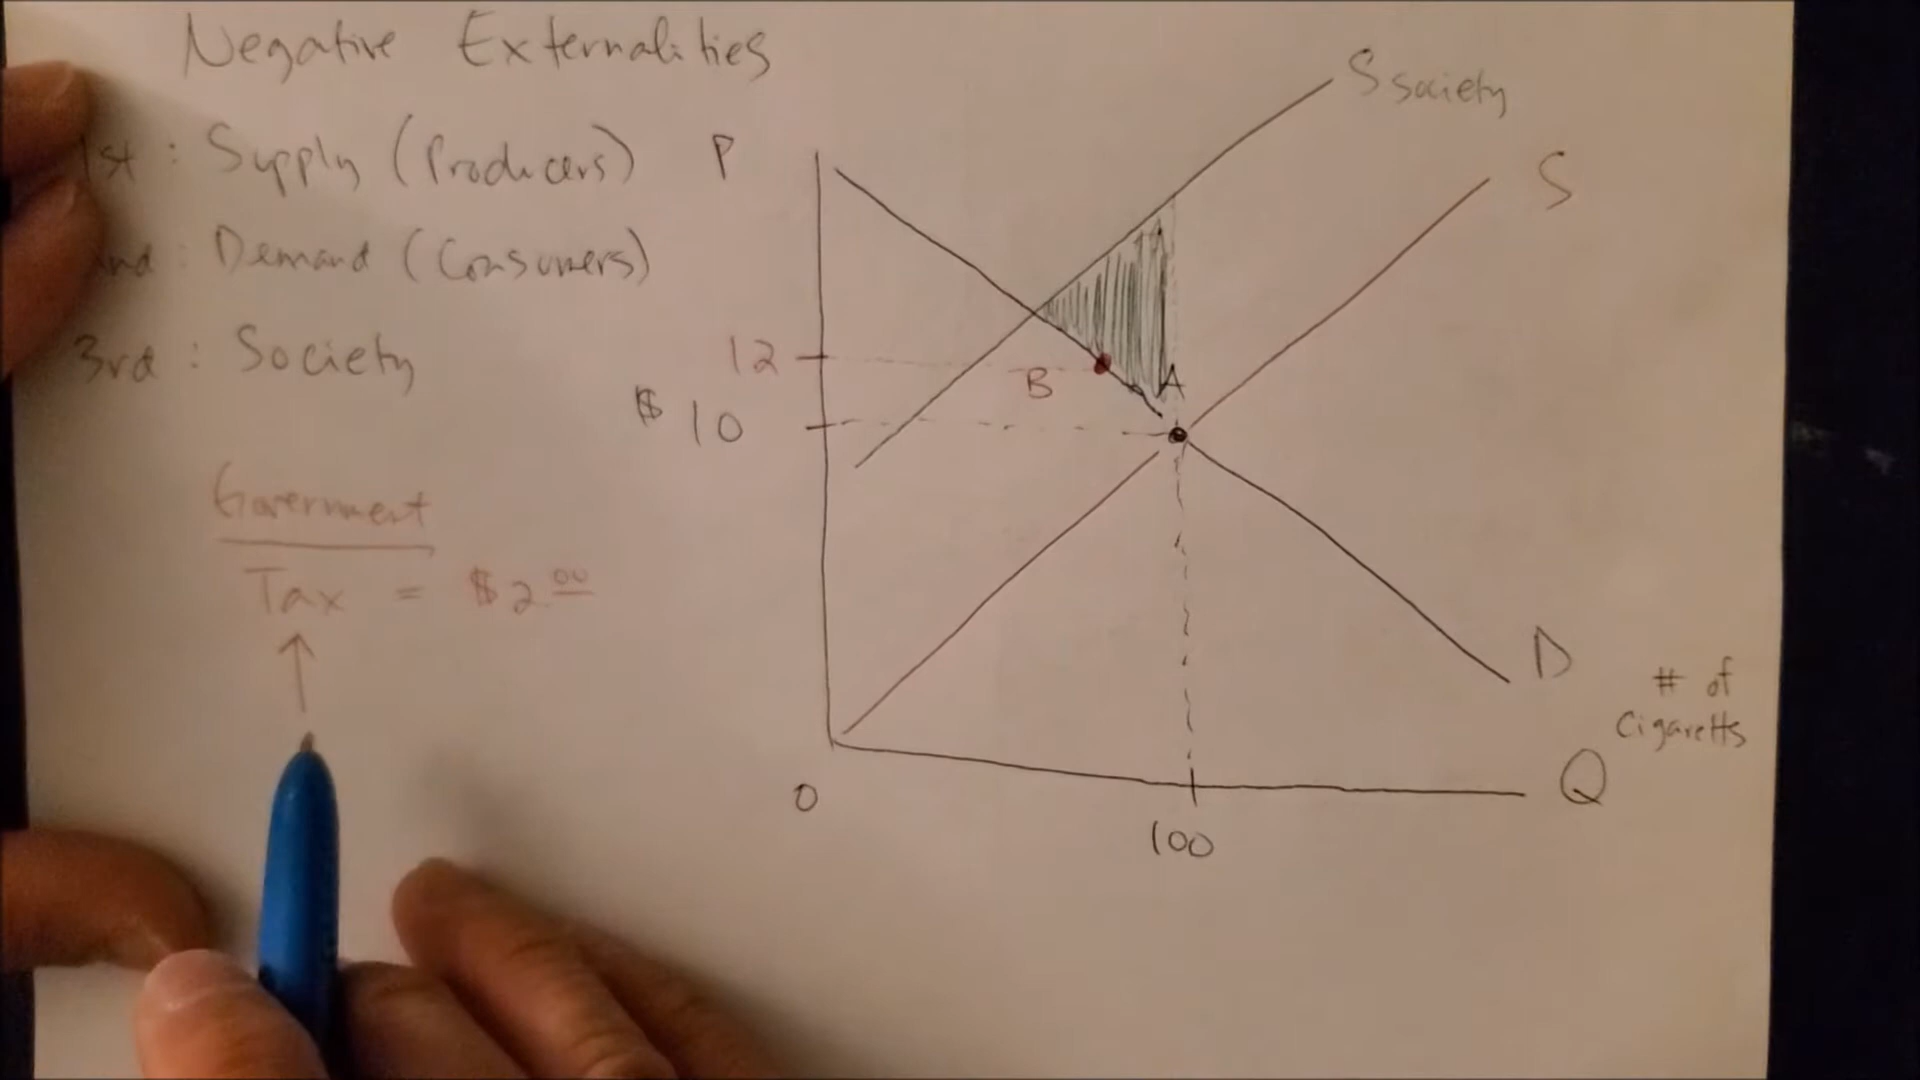 Negative Externalities
1st : Supply (Producers)
2nd : Demand (Consumers)
3rd : Society
Government
Tax = $2.00
P
S society
S
12
$ 10
B
A
D
# of
Cigaretts
Q
0
100